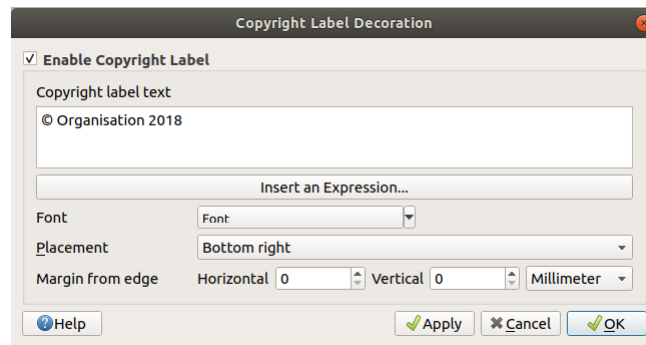 Copyright Label Decoration
Enable Copyright Label
Copyright label text
© Organisation 2018
Insert an Expression...
Font Font
Placement Bottom right
Margin from edge Horizontal 0 Vertical 0 Millimeter
Help Apply Cancel OK